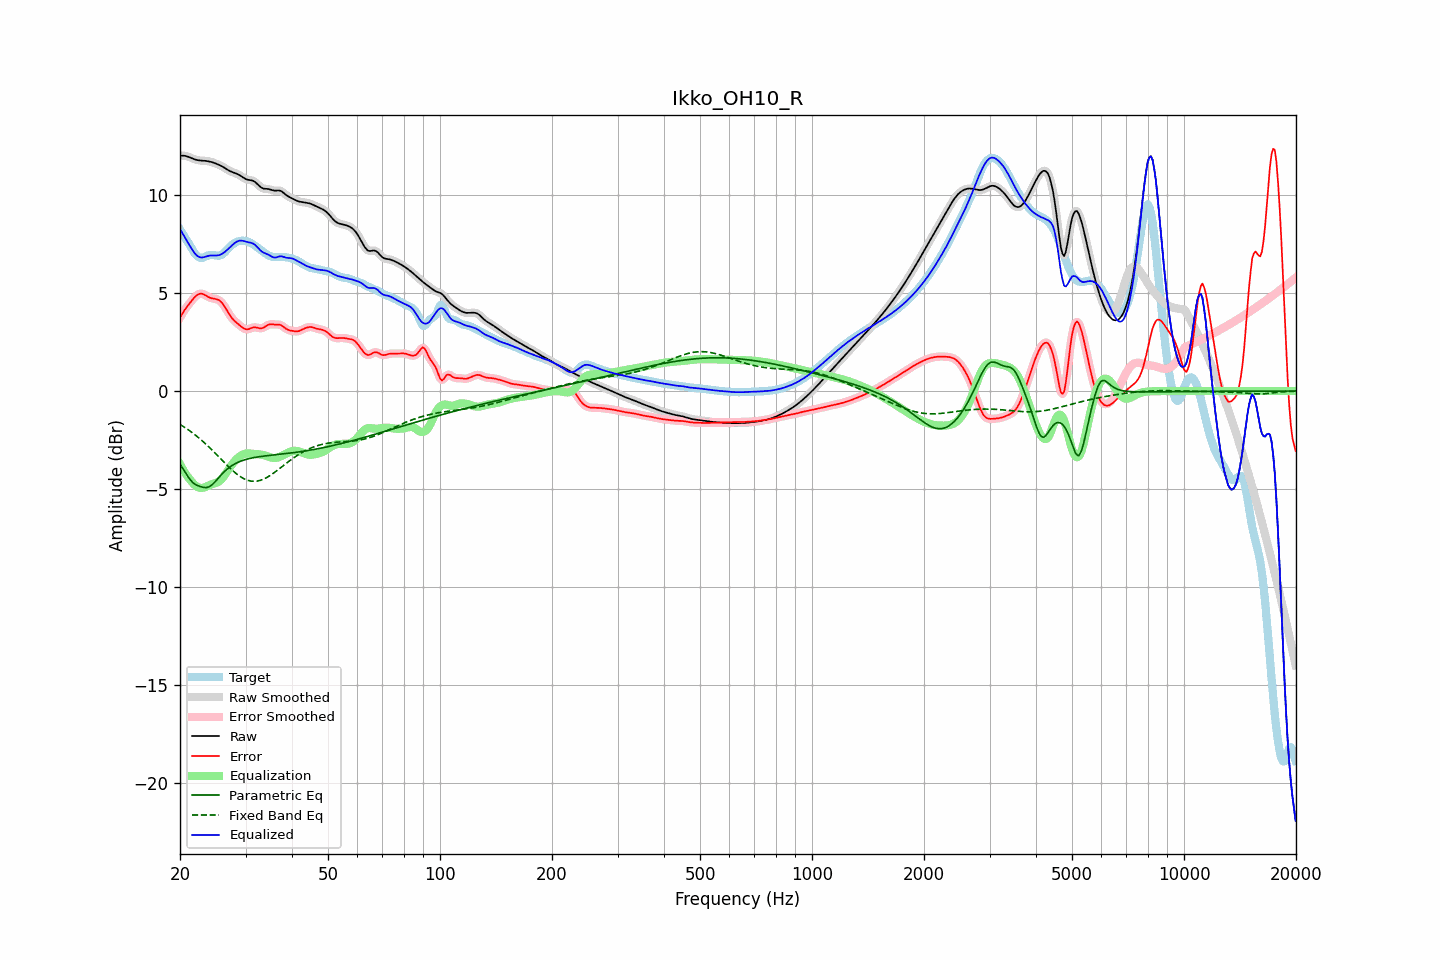 Ikko_OH10_R
10
5
0
−5
−10
−15
−20
Amplitude (dBr)
Target
Raw Smoothed
Error Smoothed
Raw
Error
Equalization
Parametric Eq
Fixed Band Eq
Equalized
20 50 100 200 500 1000 2000 5000 10000 20000
Frequency (Hz)